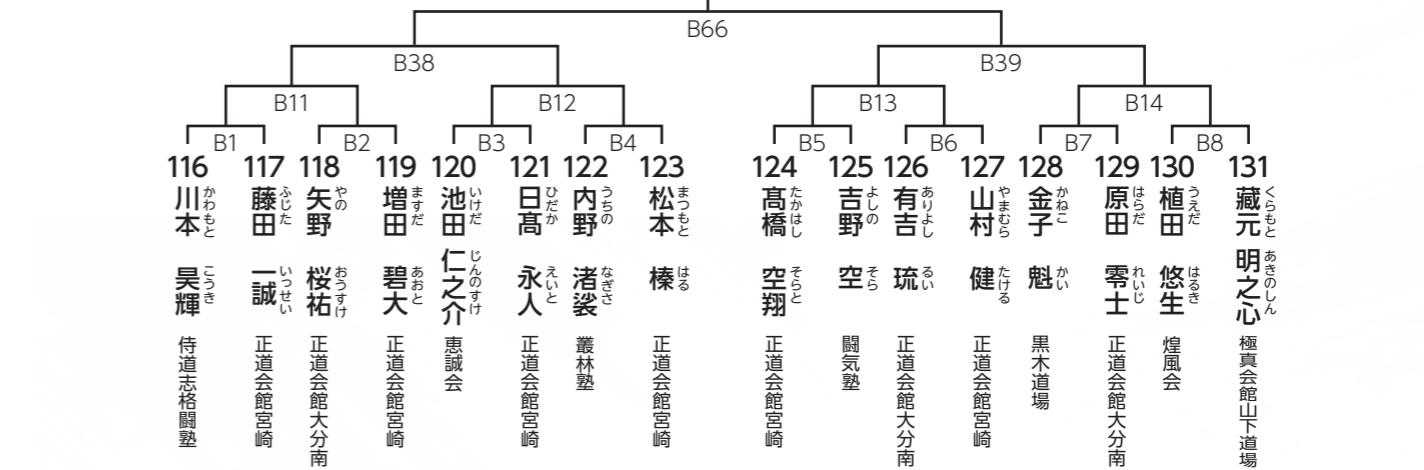 B66
B38
B39
B11
B12
B13
B14
B1
B2
B3
B4
B5
B6
B7
B8
116
川本 昊輝
かわもと こうき
侍道志格闘塾
117
藤田 一誠
ふじた いっせい
正道会館宮崎
118
矢野 桜祐
やの おうすけ
正道会館大分南
119
増田 碧大
ますだ あおと
正道会館宮崎
120
池田 仁之介
いけだ じんのすけ
恵誠会
121
日髙 永人
ひだか えいと
正道会館宮崎
122
内野 渚裟
うちの なぎさ
叢林塾
123
松本 榛
まつもと はる
正道会館宮崎
124
髙橋 空翔
たかはし そらと
正道会館宮崎
125
吉野 空
よしの そら
闘気塾
126
有吉 琉
ありよし るい
正道会館大分南
127
山村 健
やまむら たける
正道会館宮崎
128
金子 魁
かねこ かい
黒木道場
129
原田 零士
はらだ れいじ
正道会館大分南
130
植田 悠生
うえだ はるき
煌風会
131
藏元 明之心
くらもと あきのしん
極真会館山下道場